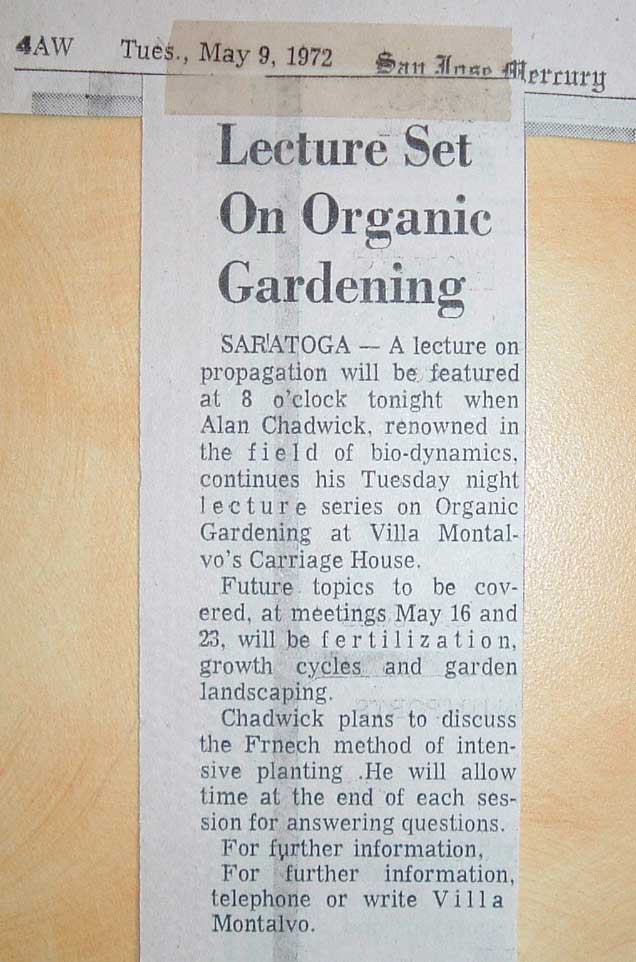 4AW Tues., May 9, 1972 San Jose Mercury
Lecture Set
On Organic
Gardening
SARATOGA — A lecture on
propagation will be featured
at 8 o'clock tonight when
Alan Chadwick, renowned in
the field of bio-dynamics,
continues his Tuesday night
lecture series on Organic
Gardening at Villa Montal-
vo's Carriage House.
Future topics to be cov-
ered, at meetings May 16 and
23, will be fertilization,
growth cycles and garden
landscaping.
Chadwick plans to discuss
the Frnech method of inten-
sive planting .He will allow
time at the end of each ses-
sion for answering questions.
For further information,
For further information,
telephone or write Villa
Montalvo.